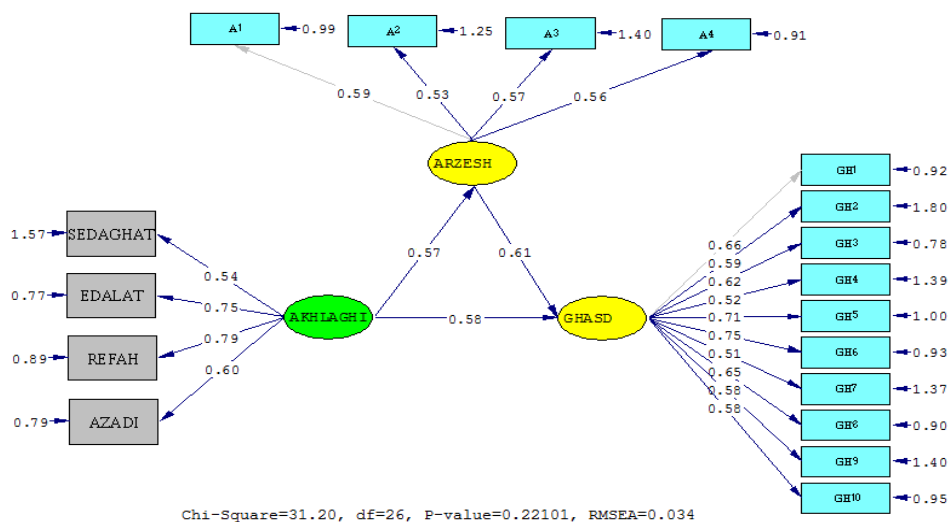 A1 0.99 A2 1.25 A3 1.40 A4 0.91
0.59 0.53 0.57 0.56
ARZESH
GH1 0.92
GH2 1.80
GH3 0.78
GH4 1.39
GH5 1.00
GH6 0.93
GH7 1.37
GH8 0.90
GH9 1.40
GH10 0.95
0.66
0.59
0.62
0.52
0.71
0.75
0.51
0.65
0.58
0.58
1.57 SEDAGHAT
0.77 EDALAT
0.89 REFAH
0.79 AZADI
0.54
0.75
0.79
0.60
AKHLAGHI
0.57
0.61
0.58
GHASD
Chi-Square=31.20, df=26, P-value=0.22101, RMSEA=0.034